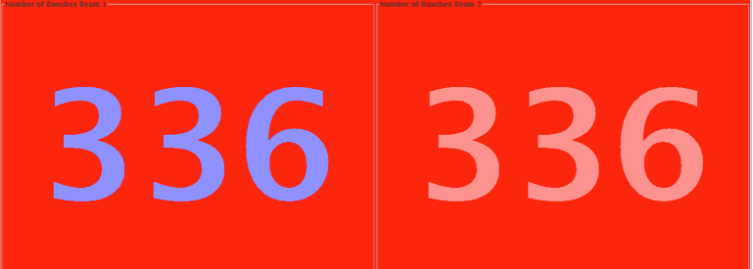 Number of Bunches Beam 1
Number of Bunches Beam 2
336
336